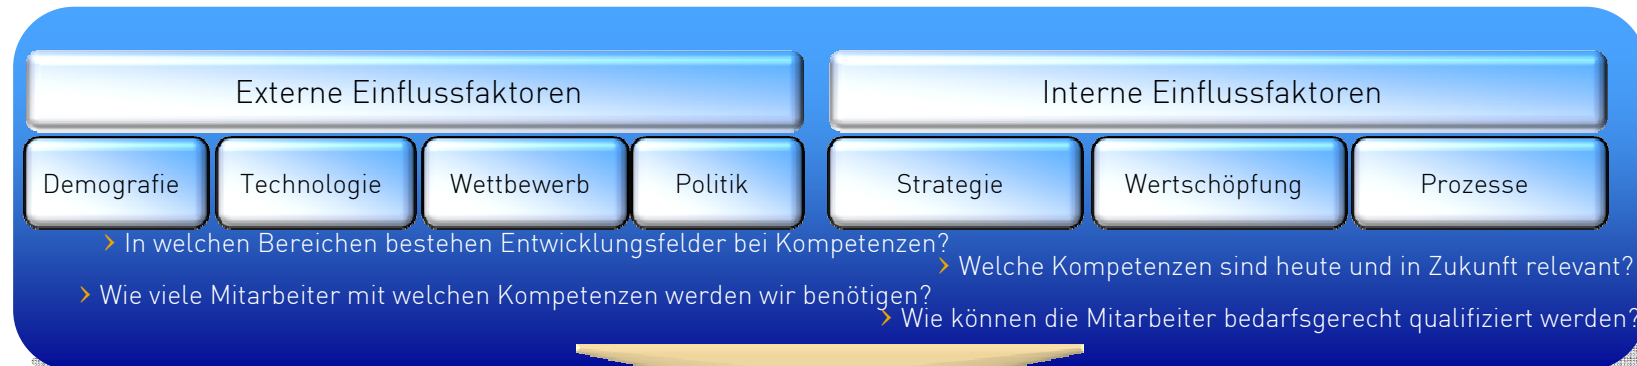 Externe Einflussfaktoren
Interne Einflussfaktoren
Demografie
Technologie
Wettbewerb
Politik
Strategie
Wertschöpfung
Prozesse
> In welchen Bereichen bestehen Entwicklungsfelder bei Kompetenzen?
> Welche Kompetenzen sind heute und in Zukunft relevant?
> Wie viele Mitarbeiter mit welchen Kompetenzen werden wir benötigen?
> Wie können die Mitarbeiter bedarfsgerecht qualifiziert werden?